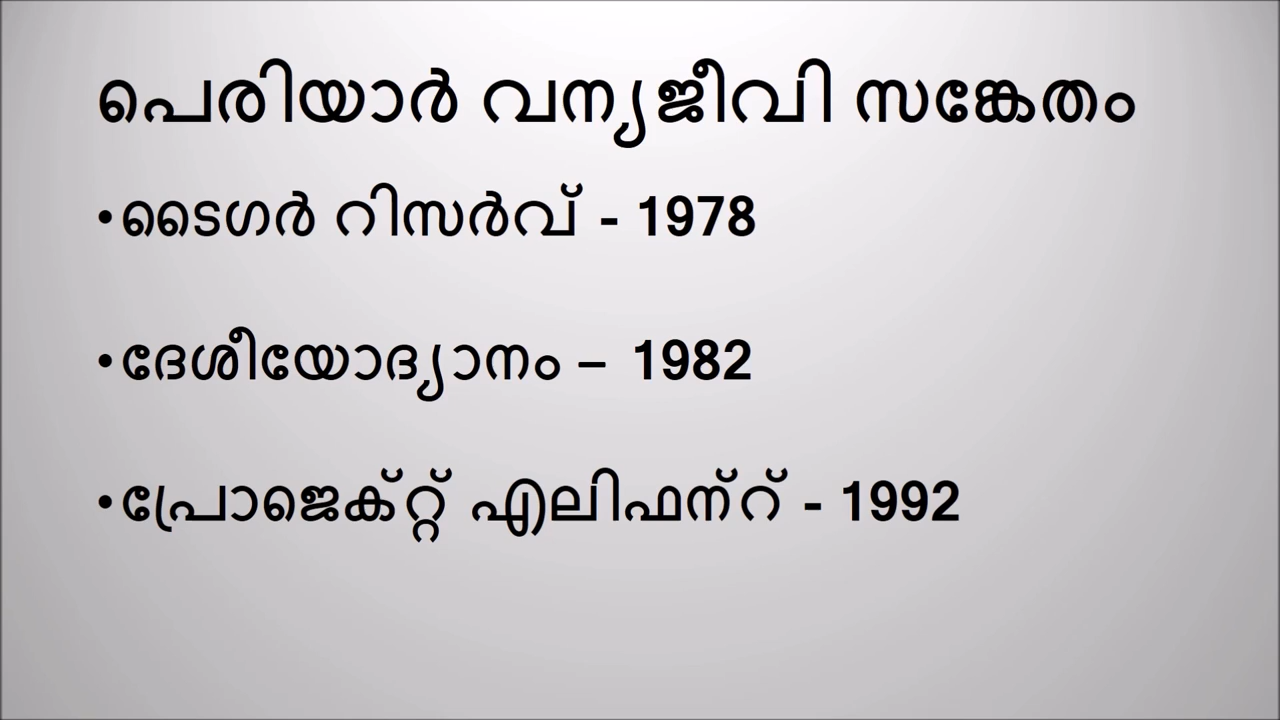 പെരിയാർ വന്യജീവി സങ്കേതം
•ടൈഗർ റിസർവ് - 1978
•ദേശീയോദ്യാനം – 1982
•പ്രോജെക്റ്റ് എലിഫന്റ് - 1992